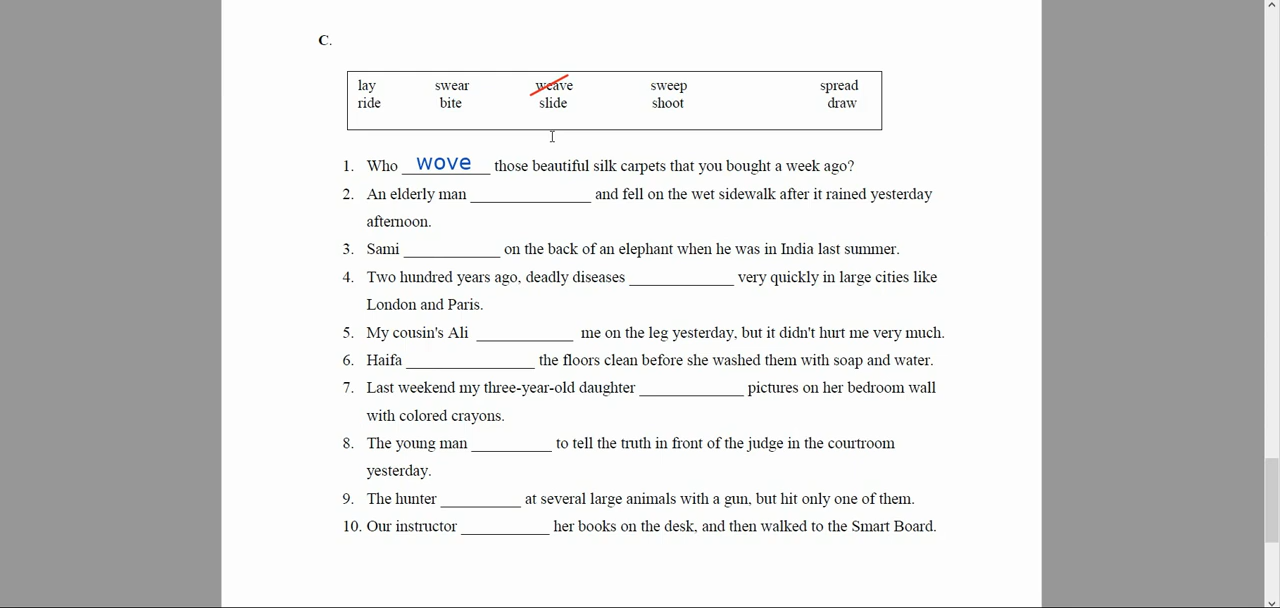 C.
lay swear weave sweep spread
ride bite slide shoot draw
1. Who wove those beautiful silk carpets that you bought a week ago?
2. An elderly man ______________ and fell on the wet sidewalk after it rained yesterday
afternoon.
3. Sami ___________ on the back of an elephant when he was in India last summer.
4. Two hundred years ago, deadly diseases ____________ very quickly in large cities like
London and Paris.
5. My cousin's Ali ___________ me on the leg yesterday, but it didn't hurt me very much.
6. Haifa _______________ the floors clean before she washed them with soap and water.
7. Last weekend my three-year-old daughter ____________ pictures on her bedroom wall
with colored crayons.
8. The young man _________ to tell the truth in front of the judge in the courtroom
yesterday.
9. The hunter _________ at several large animals with a gun, but hit only one of them.
10. Our instructor __________ her books on the desk, and then walked to the Smart Board.